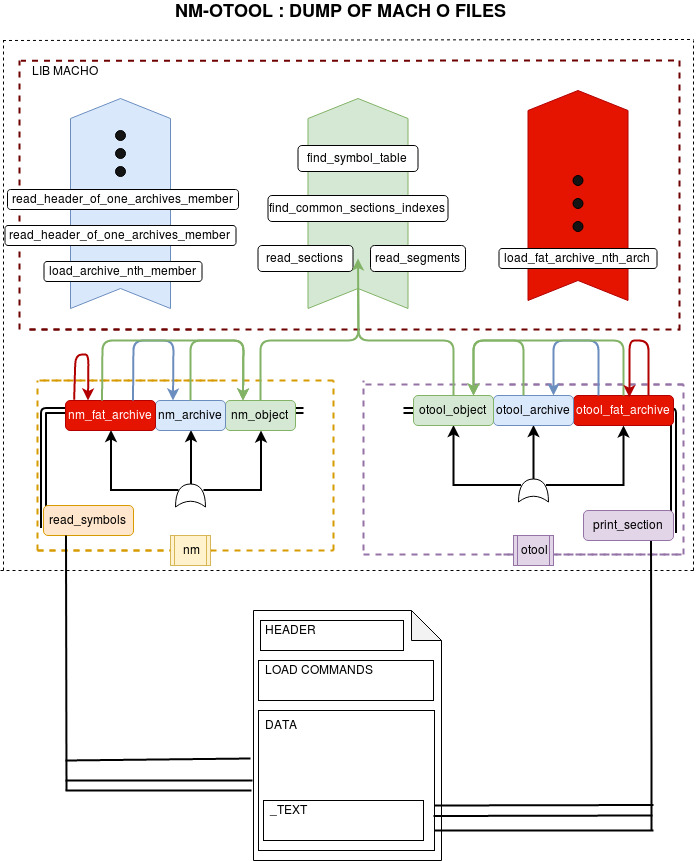 NM-OTOOL : DUMP OF MACH O FILES
LIB MACHO
read_header_of_one_archives_member
read_header_of_one_archives_member
load_archive_nth_member
find_symbol_table
find_common_sections_indexes
read_sections
read_segments
load_fat_archive_nth_arch
nm_fat_archive
nm_archive
nm_object
otool_object
otool_archive
otool_fat_archive
read_symbols
print_section
nm
otool
HEADER
LOAD COMMANDS
DATA
_TEXT